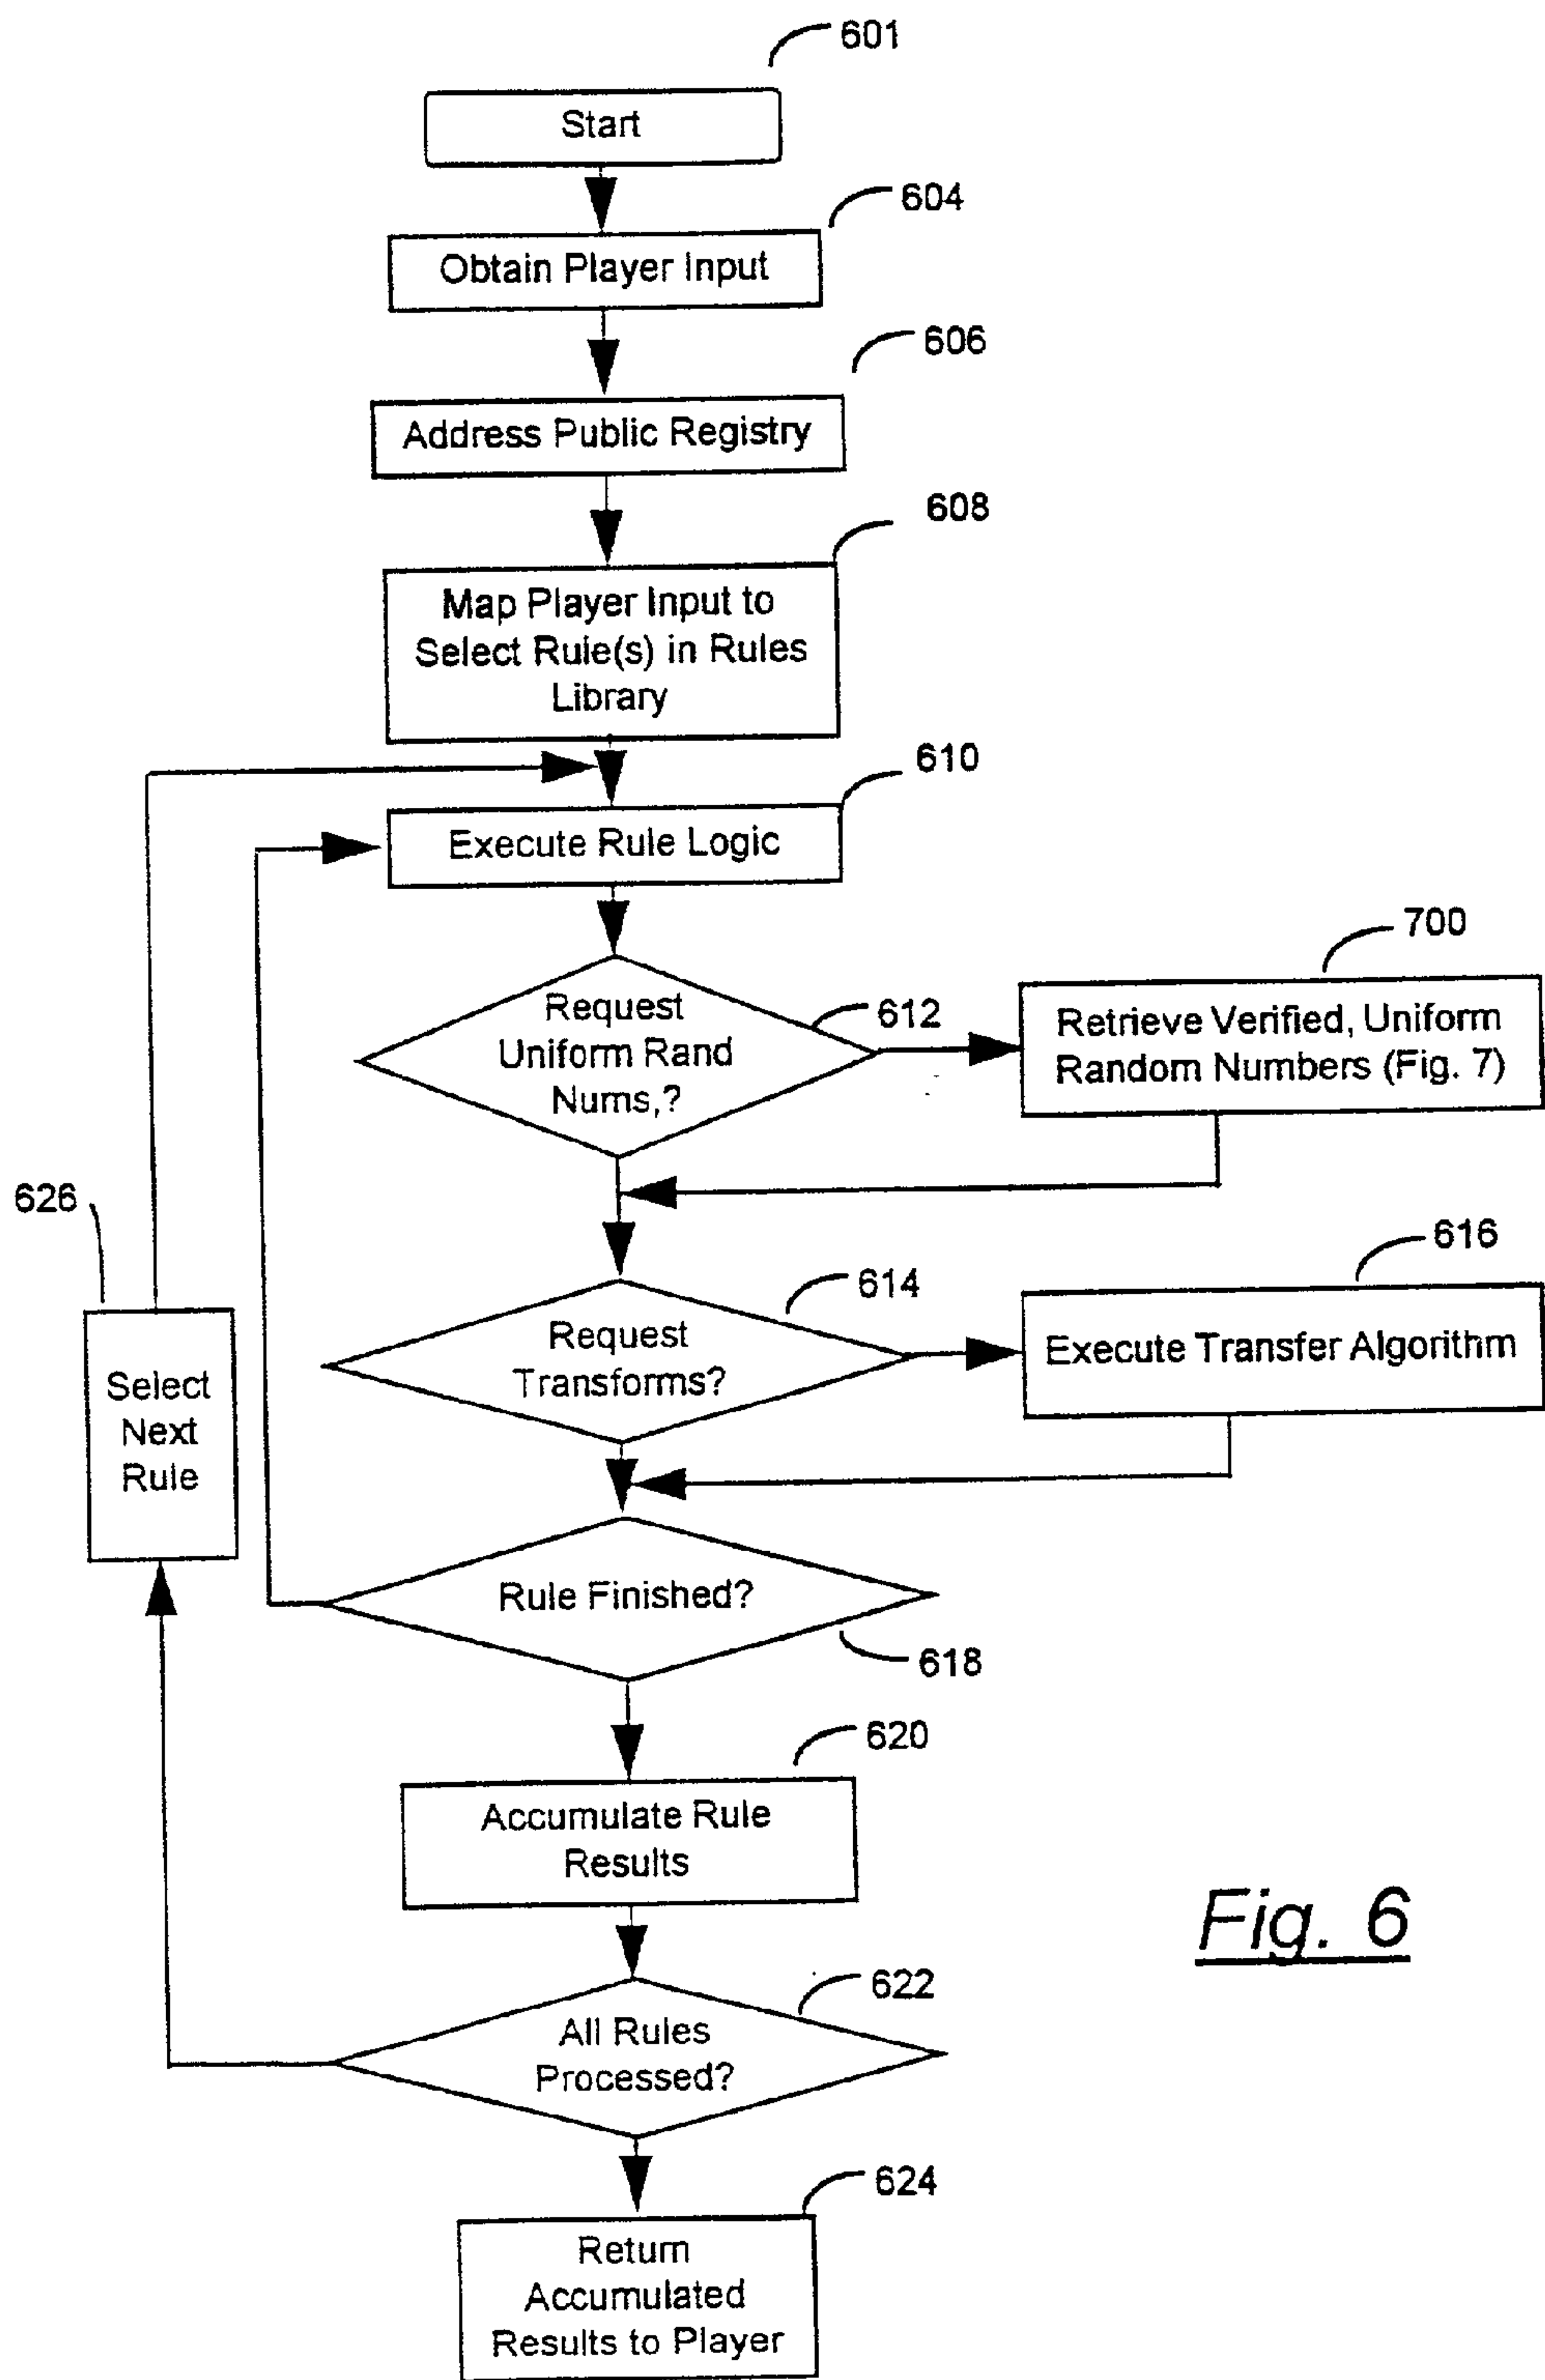 601
Start
604
Obtain Player Input
606
Address Public Registry
608
Map Player Input to
Select Rule(s) in Rules
Library
610
Execute Rule Logic
700
Request
Uniform Rand
Nums,?
612
Retrieve Verified, Uniform
Random Numbers (Fig. 7)
626
616
614
Request
Transforms?
Execute Transfer Algorithm
Select
Next
Rule
Rule Finished?
618
620
Accumulate Rule
Results
Fig. 6
622
All Rules
Processed?
624
Return
Accumulated
Results to Player